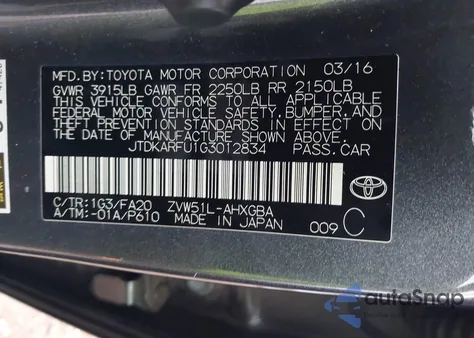 MFD.BY:TOYOTA MOTOR CORPORATION 03/16
GVWR 3915LB GAWR FR 2250LB RR 2150LB
THIS VEHICLE CONFORMS TO ALL APPLICABLE
FEDERAL MOTOR VEHICLE SAFETY,BUMPER,AND
THEFT PREVENTION STANDARDS IN EFFECT ON
THE DATE OF MANUFACTURE SHOWN ABOVE.
JTDKARFU1G3012834 PASS.CAR
C/TR:1G3/FA20 ZVW51L-AHXGBA
A/TM:-01A/P610 MADE IN JAPAN 009 C
TOYOTA
autoSnap